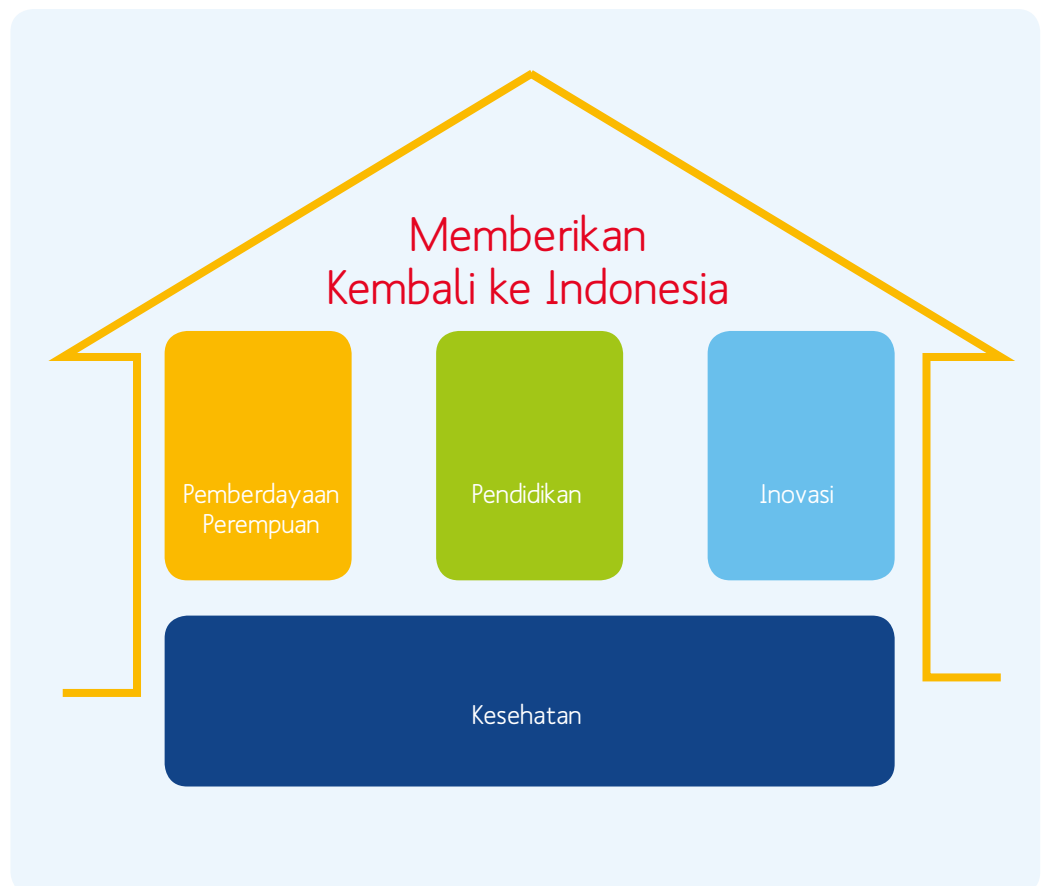 Memberikan
Kembali ke Indonesia
Pemberdayaan
Perempuan
Pendidikan
Inovasi
Kesehatan